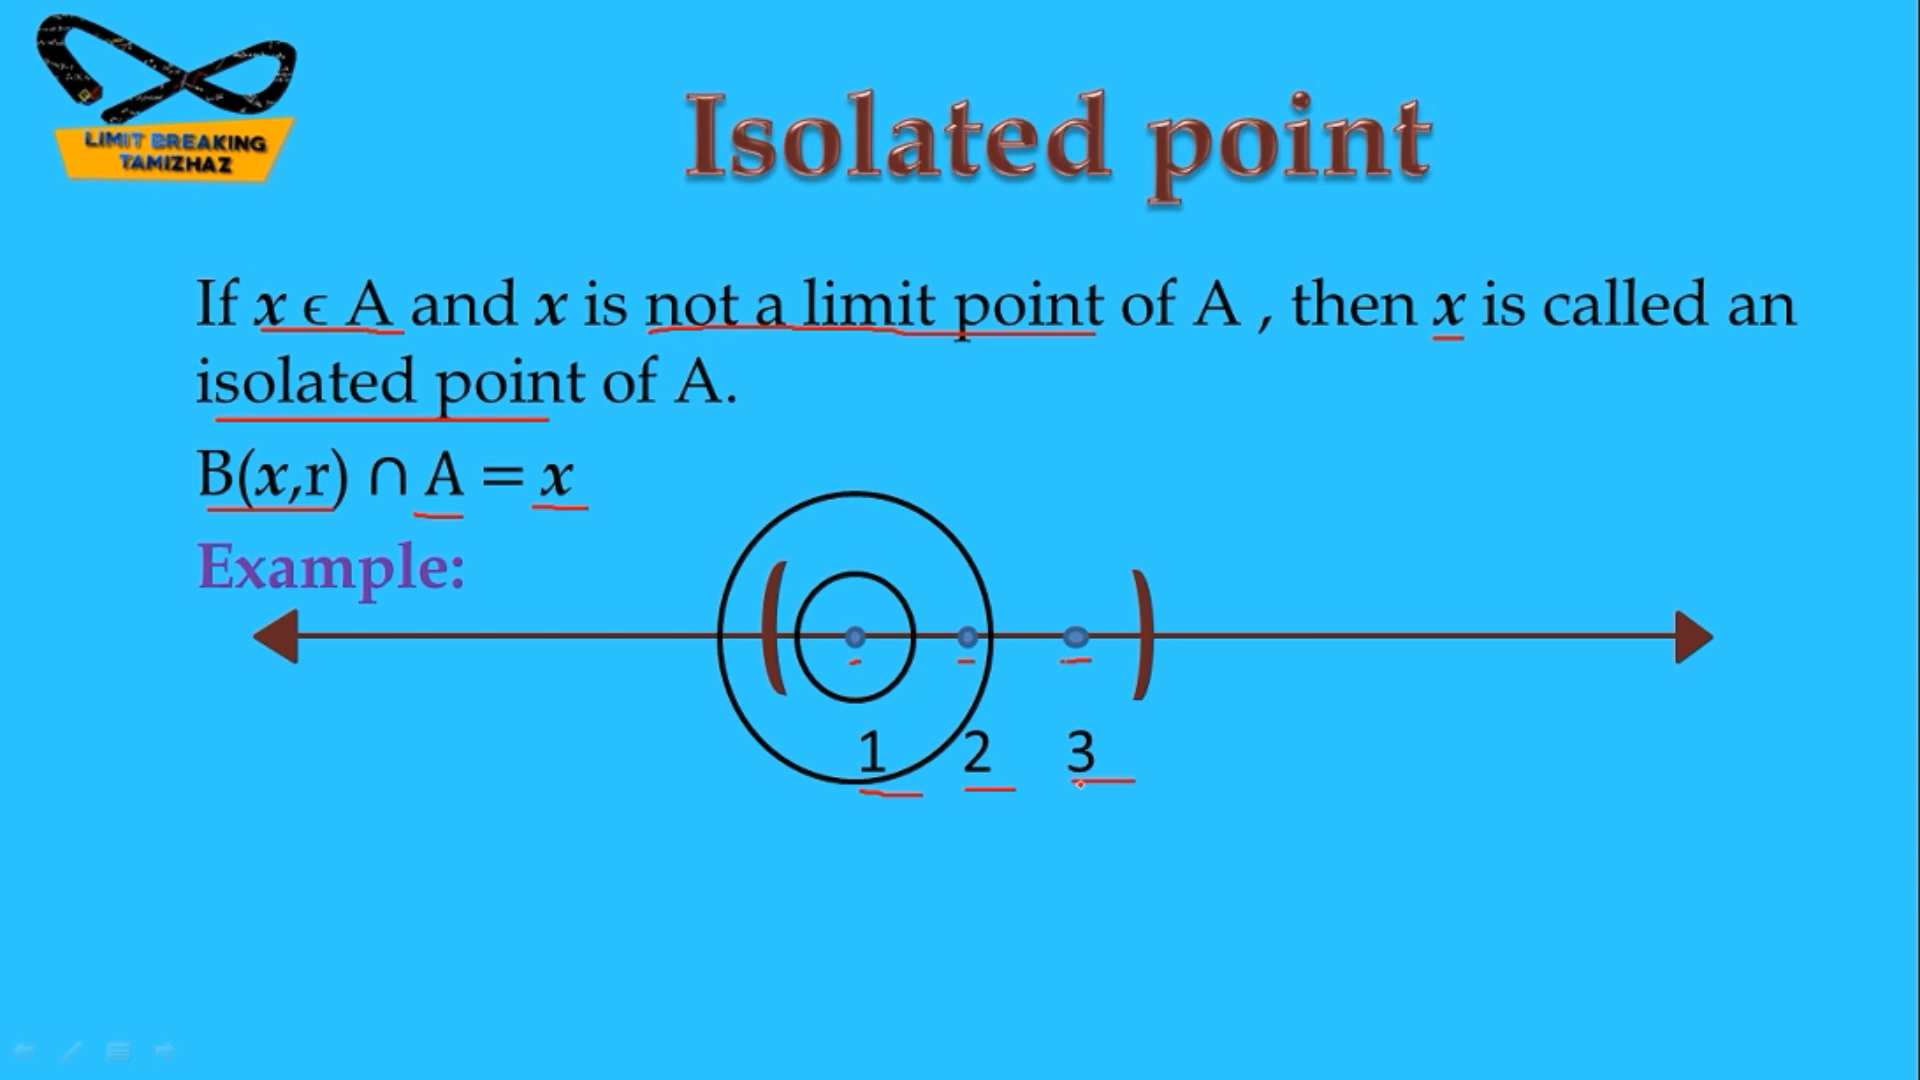 LIMIT BREAKING
TAMIZHAZ
Isolated point
If x ϵ A and x is not a limit point of A , then x is called an
isolated point of A.
B(x,r) ∩ A = x
Example:
( )
1 2 3